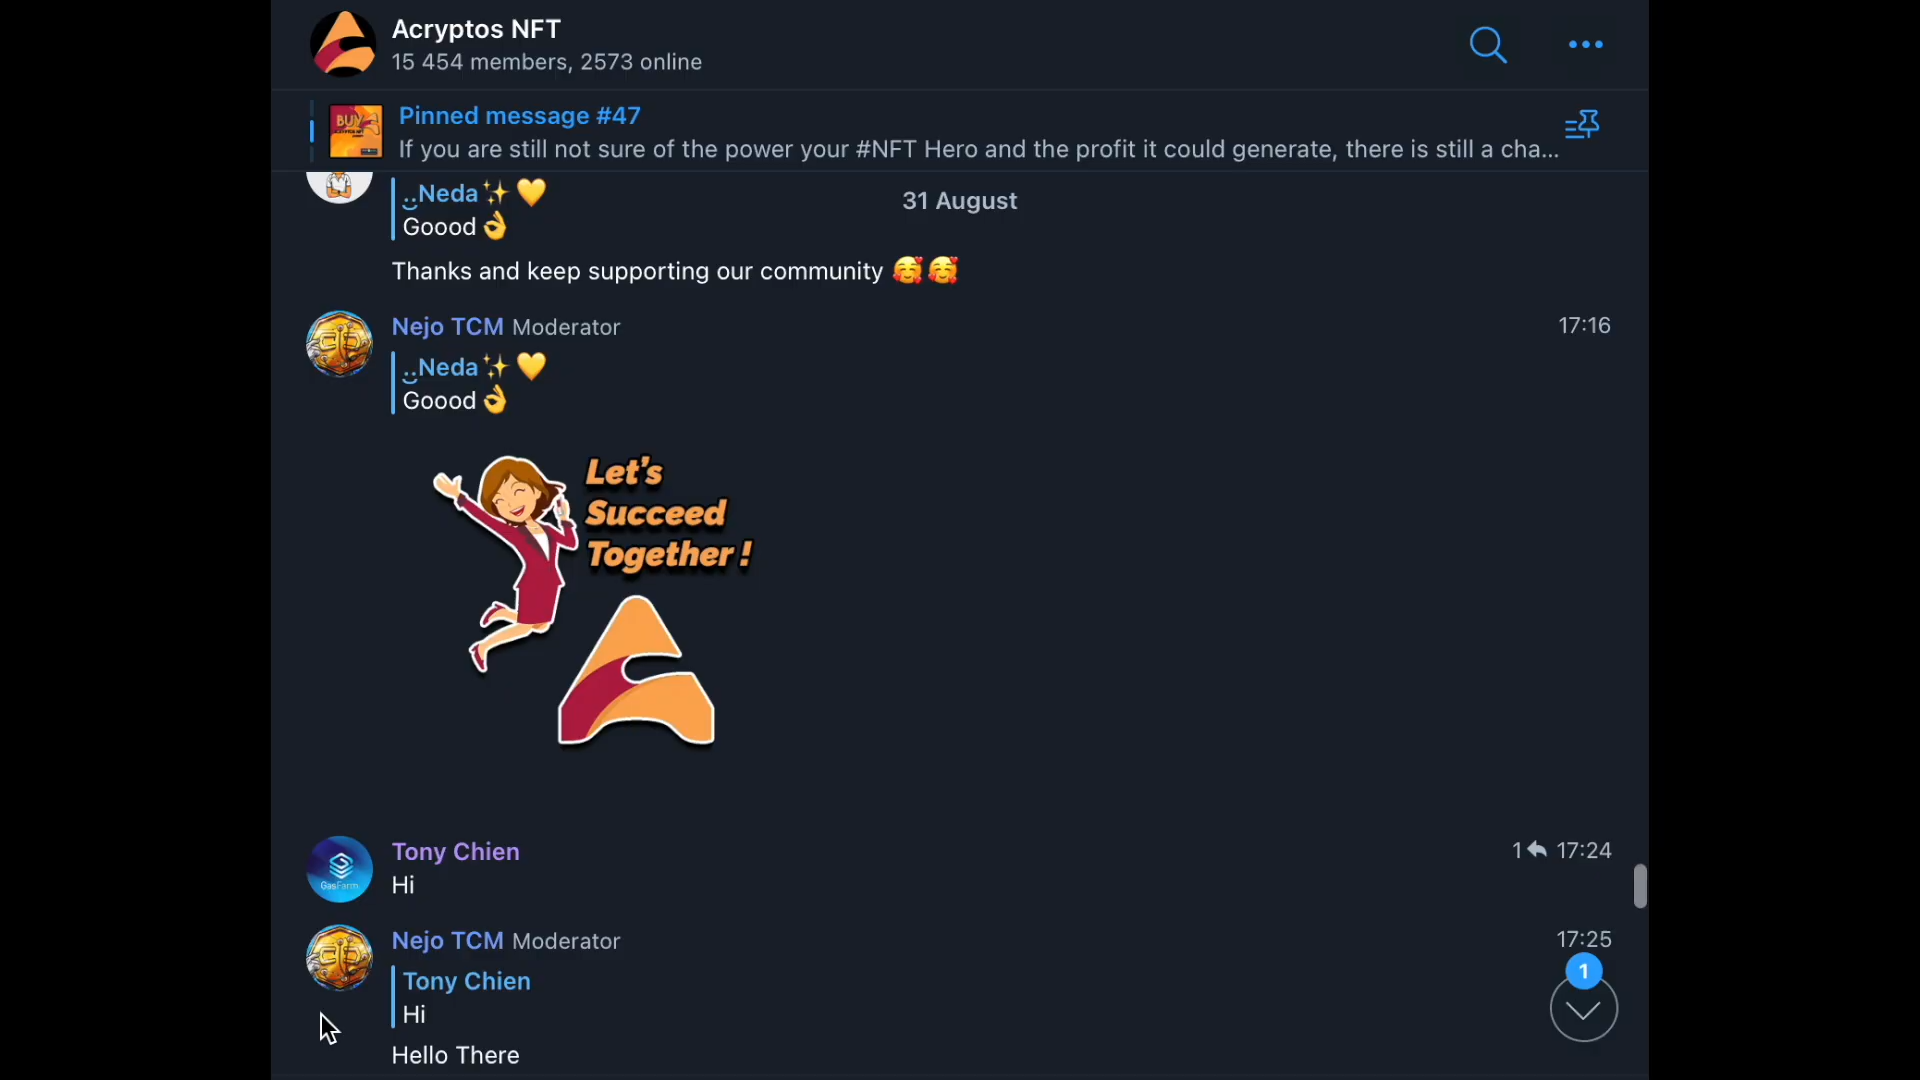 Acryptos NFT
15 454 members, 2573 online
Pinned message #47
If you are still not sure of the power your #NFT Hero and the profit it could generate, there is still a cha...
BUY
31 August
Neda✨💛
Goood👌
Thanks and keep supporting our community 🥰🥰
Nejo TCM Moderator 17:16
Neda✨💛
Goood👌
Let's
Succeed
Together !
Tony Chien 1 17:24
GasFarm
Hi
Nejo TCM Moderator 17:25
Tony Chien
1
Hi
Hello There